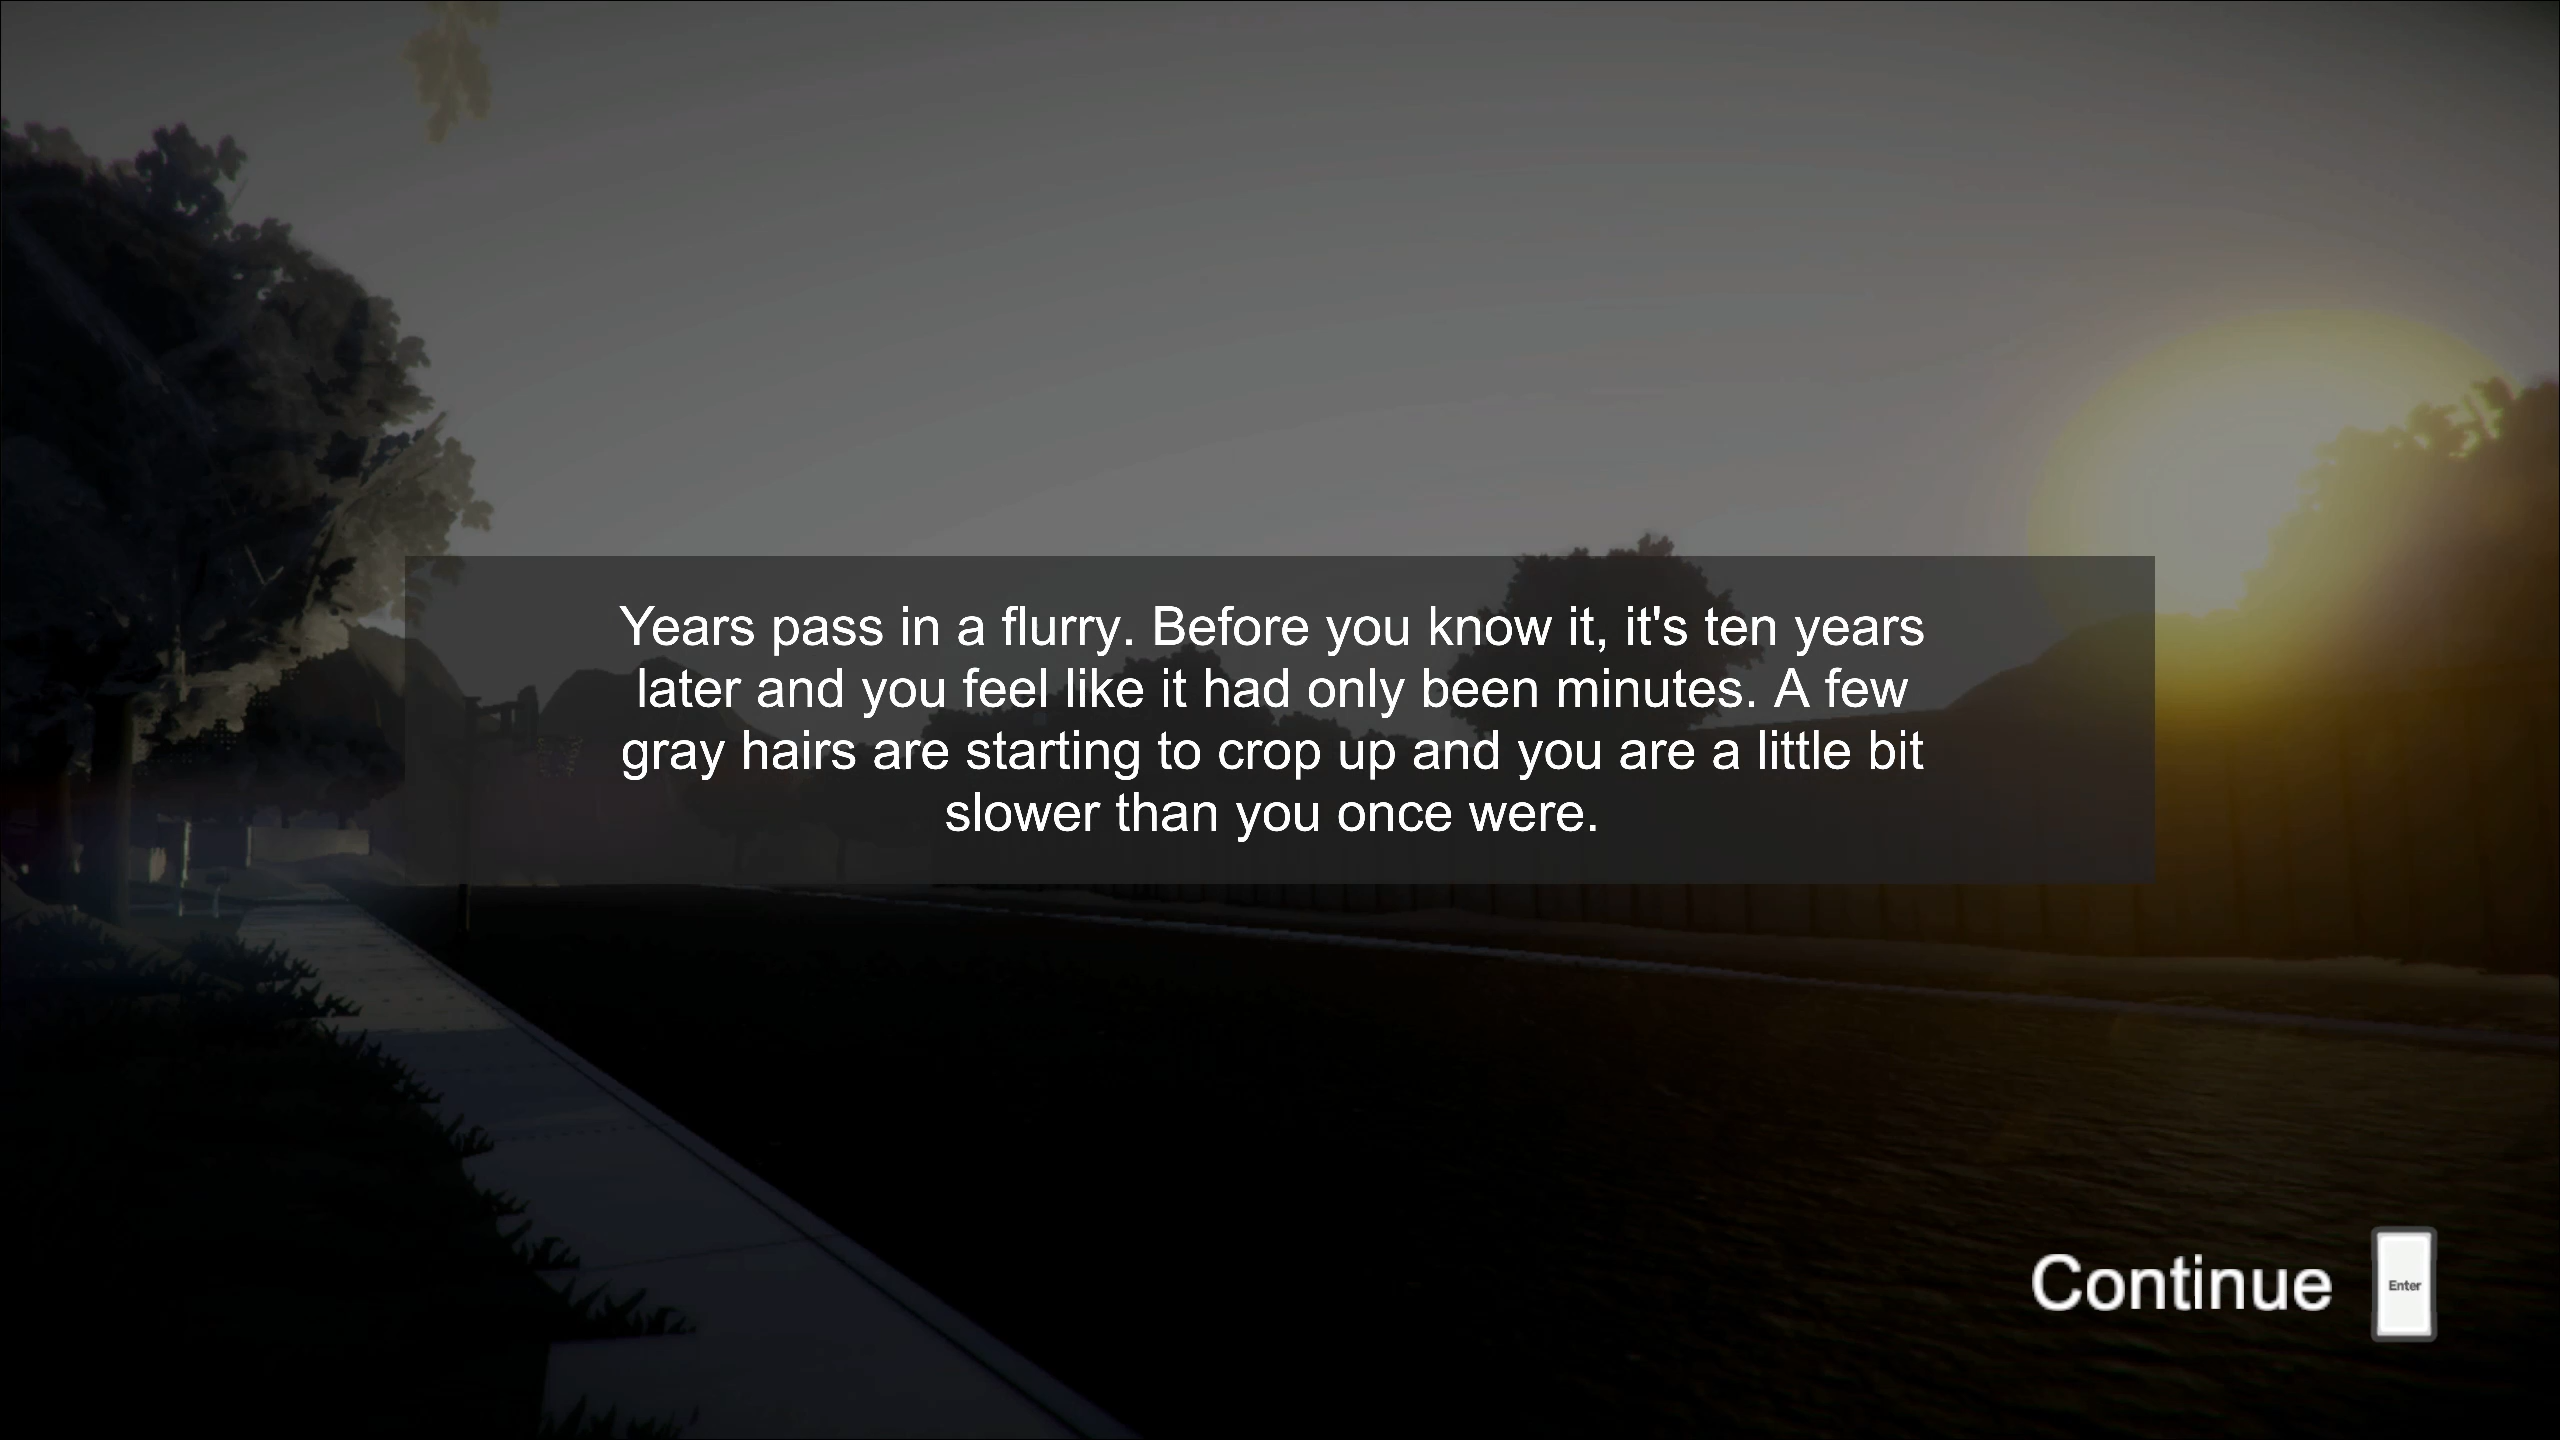 Years pass in a flurry. Before you know it, it's ten years
later and you feel like it had only been minutes. A few
gray hairs are starting to crop up and you are a little bit
slower than you once were.
Continue
Enter